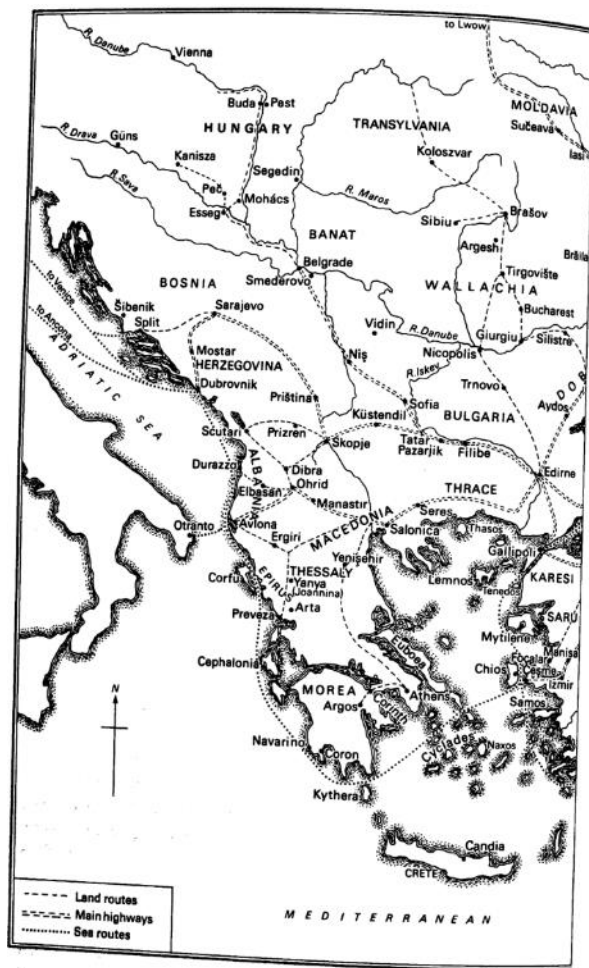 to Lwow
R. Danube
Vienna
Buda
Pest
MOLDAVIA
Sučeava
Iasi
HUNGARY
TRANSYLVANIA
R. Drava
Güns
Kanisza
Koloszvar
Segedin
R. Sava
Peč
Mohács
R. Maros
Esseg
Sibiu
Brašov
BANAT
Argesh
Brăila
Belgrade
Tirgovište
Smederovo
BOSNIA
WALLACHIA
to Venice
Sarajevo
Bucharest
Šibenik
Vidin
R. Danube
Giurgiu
Silistre
to Ancona
Split
Nicopolis
Mostar
Niş
HERZEGOVINA
R. Iskev
Trnovo
DOB
ADRIATIC SEA
Dubrovnik
Priština
Sofia
BULGARIA
Aydos
Küstendil
Scutari
Prizren
Skopje
Tatar
Pazarjik
Filibe
Durazzo
ALBANIA
Dibra
Edirne
Elbasan
Ohrid
THRACE
Manastır
Otranto
Avlona
MACEDONIA
Seres
Salonica
Thasos
Ergiri
Gallipoli
Yenişehir
THESSALY
Corfu
EPIRUS
Yanya
(Joannina)
Lemnos
Tenedos
KARESI
Arta
Preveza
SARU
Mytilene
Euboea
Manisa
Cephalonia
Chios
Foçalar
Çeşme
Izmir
MOREA
Athens
Argos
Corinth
Samos
N
Navarino
Cyclades
Naxos
Coron
Kythera
Candia
CRETE
Land routes
Main highways
Sea routes
MEDITERRANEAN